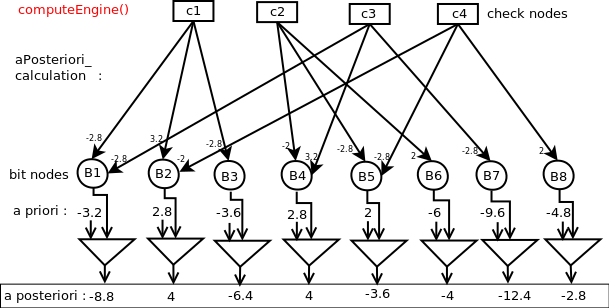 computeEngine()
c1 c2 c3 c4 check nodes
aPosteriori_
calculation :
-2.8 -2.8 3.2 -2 -2.8 -2 3.2 -2.8 -2.8 2 -2.8 2
bit nodes B1 B2 B3 B4 B5 B6 B7 B8
a priori : -3.2 2.8 -3.6 2.8 2 -6 -9.6 -4.8
a posteriori : -8.8 4 -6.4 4 -3.6 -4 -12.4 -2.8